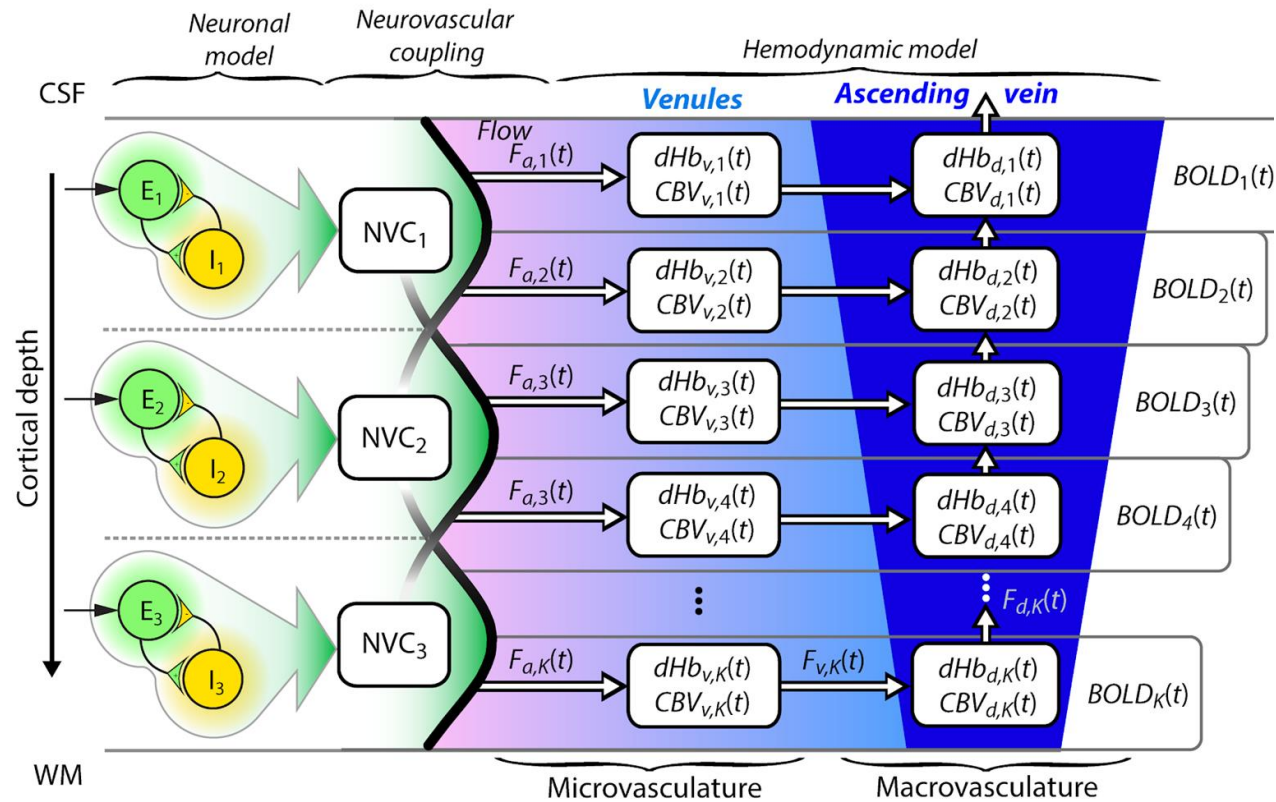 Neuronal
model
Neurovascular
coupling
Hemodynamic model
CSF
Venules
Ascending vein
Flow
Cortical depth
E1
I1
NVC1
Fa,1(t)
dHbv,1(t)
CBVv,1(t)
dHbd,1(t)
CBVd,1(t)
BOLD1(t)
Fa,2(t)
dHbv,2(t)
CBVv,2(t)
dHbd,2(t)
CBVd,2(t)
BOLD2(t)
E2
I2
NVC2
Fa,3(t)
dHbv,3(t)
CBVv,3(t)
dHbd,3(t)
CBVd,3(t)
BOLD3(t)
Fa,3(t)
dHbv,4(t)
CBVv,4(t)
dHbd,4(t)
CBVd,4(t)
BOLD4(t)
E3
I3
NVC3
⋮
⋮
Fd,K(t)
Fa,K(t)
dHbv,K(t)
CBVv,K(t)
Fv,K(t)
dHbd,K(t)
CBVd,K(t)
BOLDK(t)
WM
Microvasculature
Macrovasculature